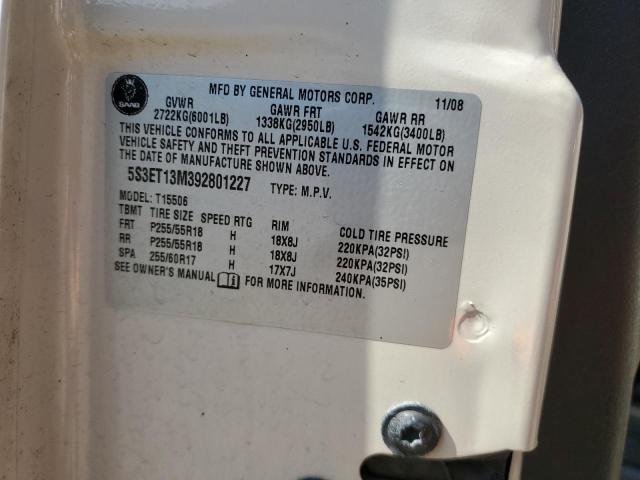 SAAB
MFD BY GENERAL MOTORS CORP. 11/08
GVWR GAWR FRT GAWR RR
2722KG(6001LB) 1338KG(2950LB) 1542KG(3400LB)
THIS VEHICLE CONFORMS TO ALL APPLICABLE U.S. FEDERAL MOTOR
VEHICLE SAFETY AND THEFT PREVENTION STANDARDS IN EFFECT ON
THE DATE OF MANUFACTURE SHOWN ABOVE.
5S3ET13M392801227 TYPE: M.P.V.
MODEL: T15506
TBMT TIRE SIZE SPEED RTG RIM COLD TIRE PRESSURE
FRT P255/55R18 H 18X8J 220KPA(32PSI)
RR P255/55R18 H 18X8J 220KPA(32PSI)
SPA 255/60R17 H 17X7J 240KPA(35PSI)
SEE OWNER'S MANUAL FOR MORE INFORMATION.